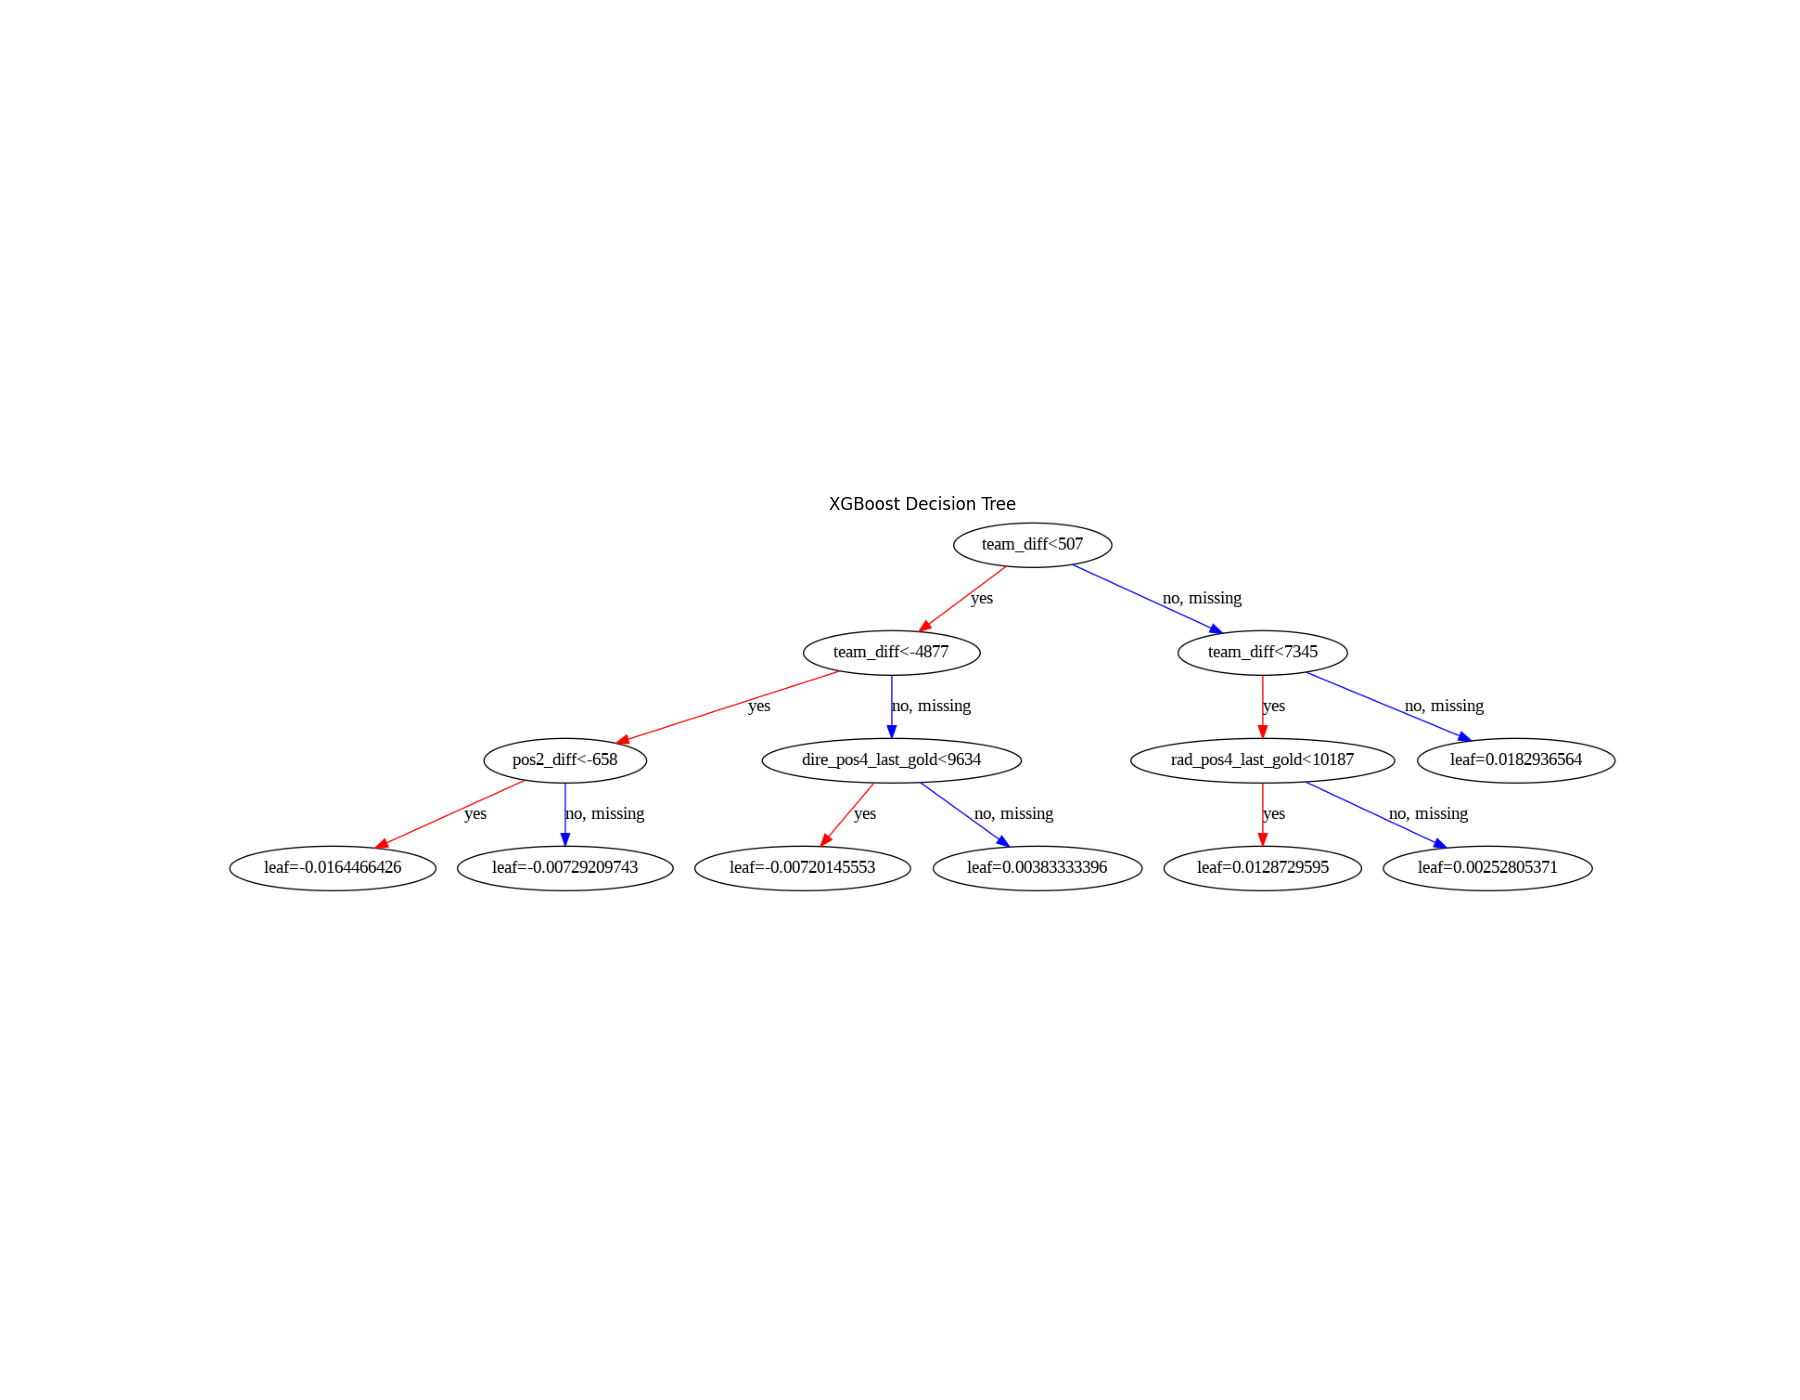 XGBoost Decision Tree
team_diff<507
yes
no, missing
team_diff<-4877
team_diff<7345
yes
no, missing
yes
no, missing
pos2_diff<-658
dire_pos4_last_gold<9634
rad_pos4_last_gold<10187
leaf=0.0182936564
yes
no, missing
yes
no, missing
yes
no, missing
leaf=-0.0164466426
leaf=-0.00729209743
leaf=-0.00720145553
leaf=0.00383333396
leaf=0.0128729595
leaf=0.00252805371